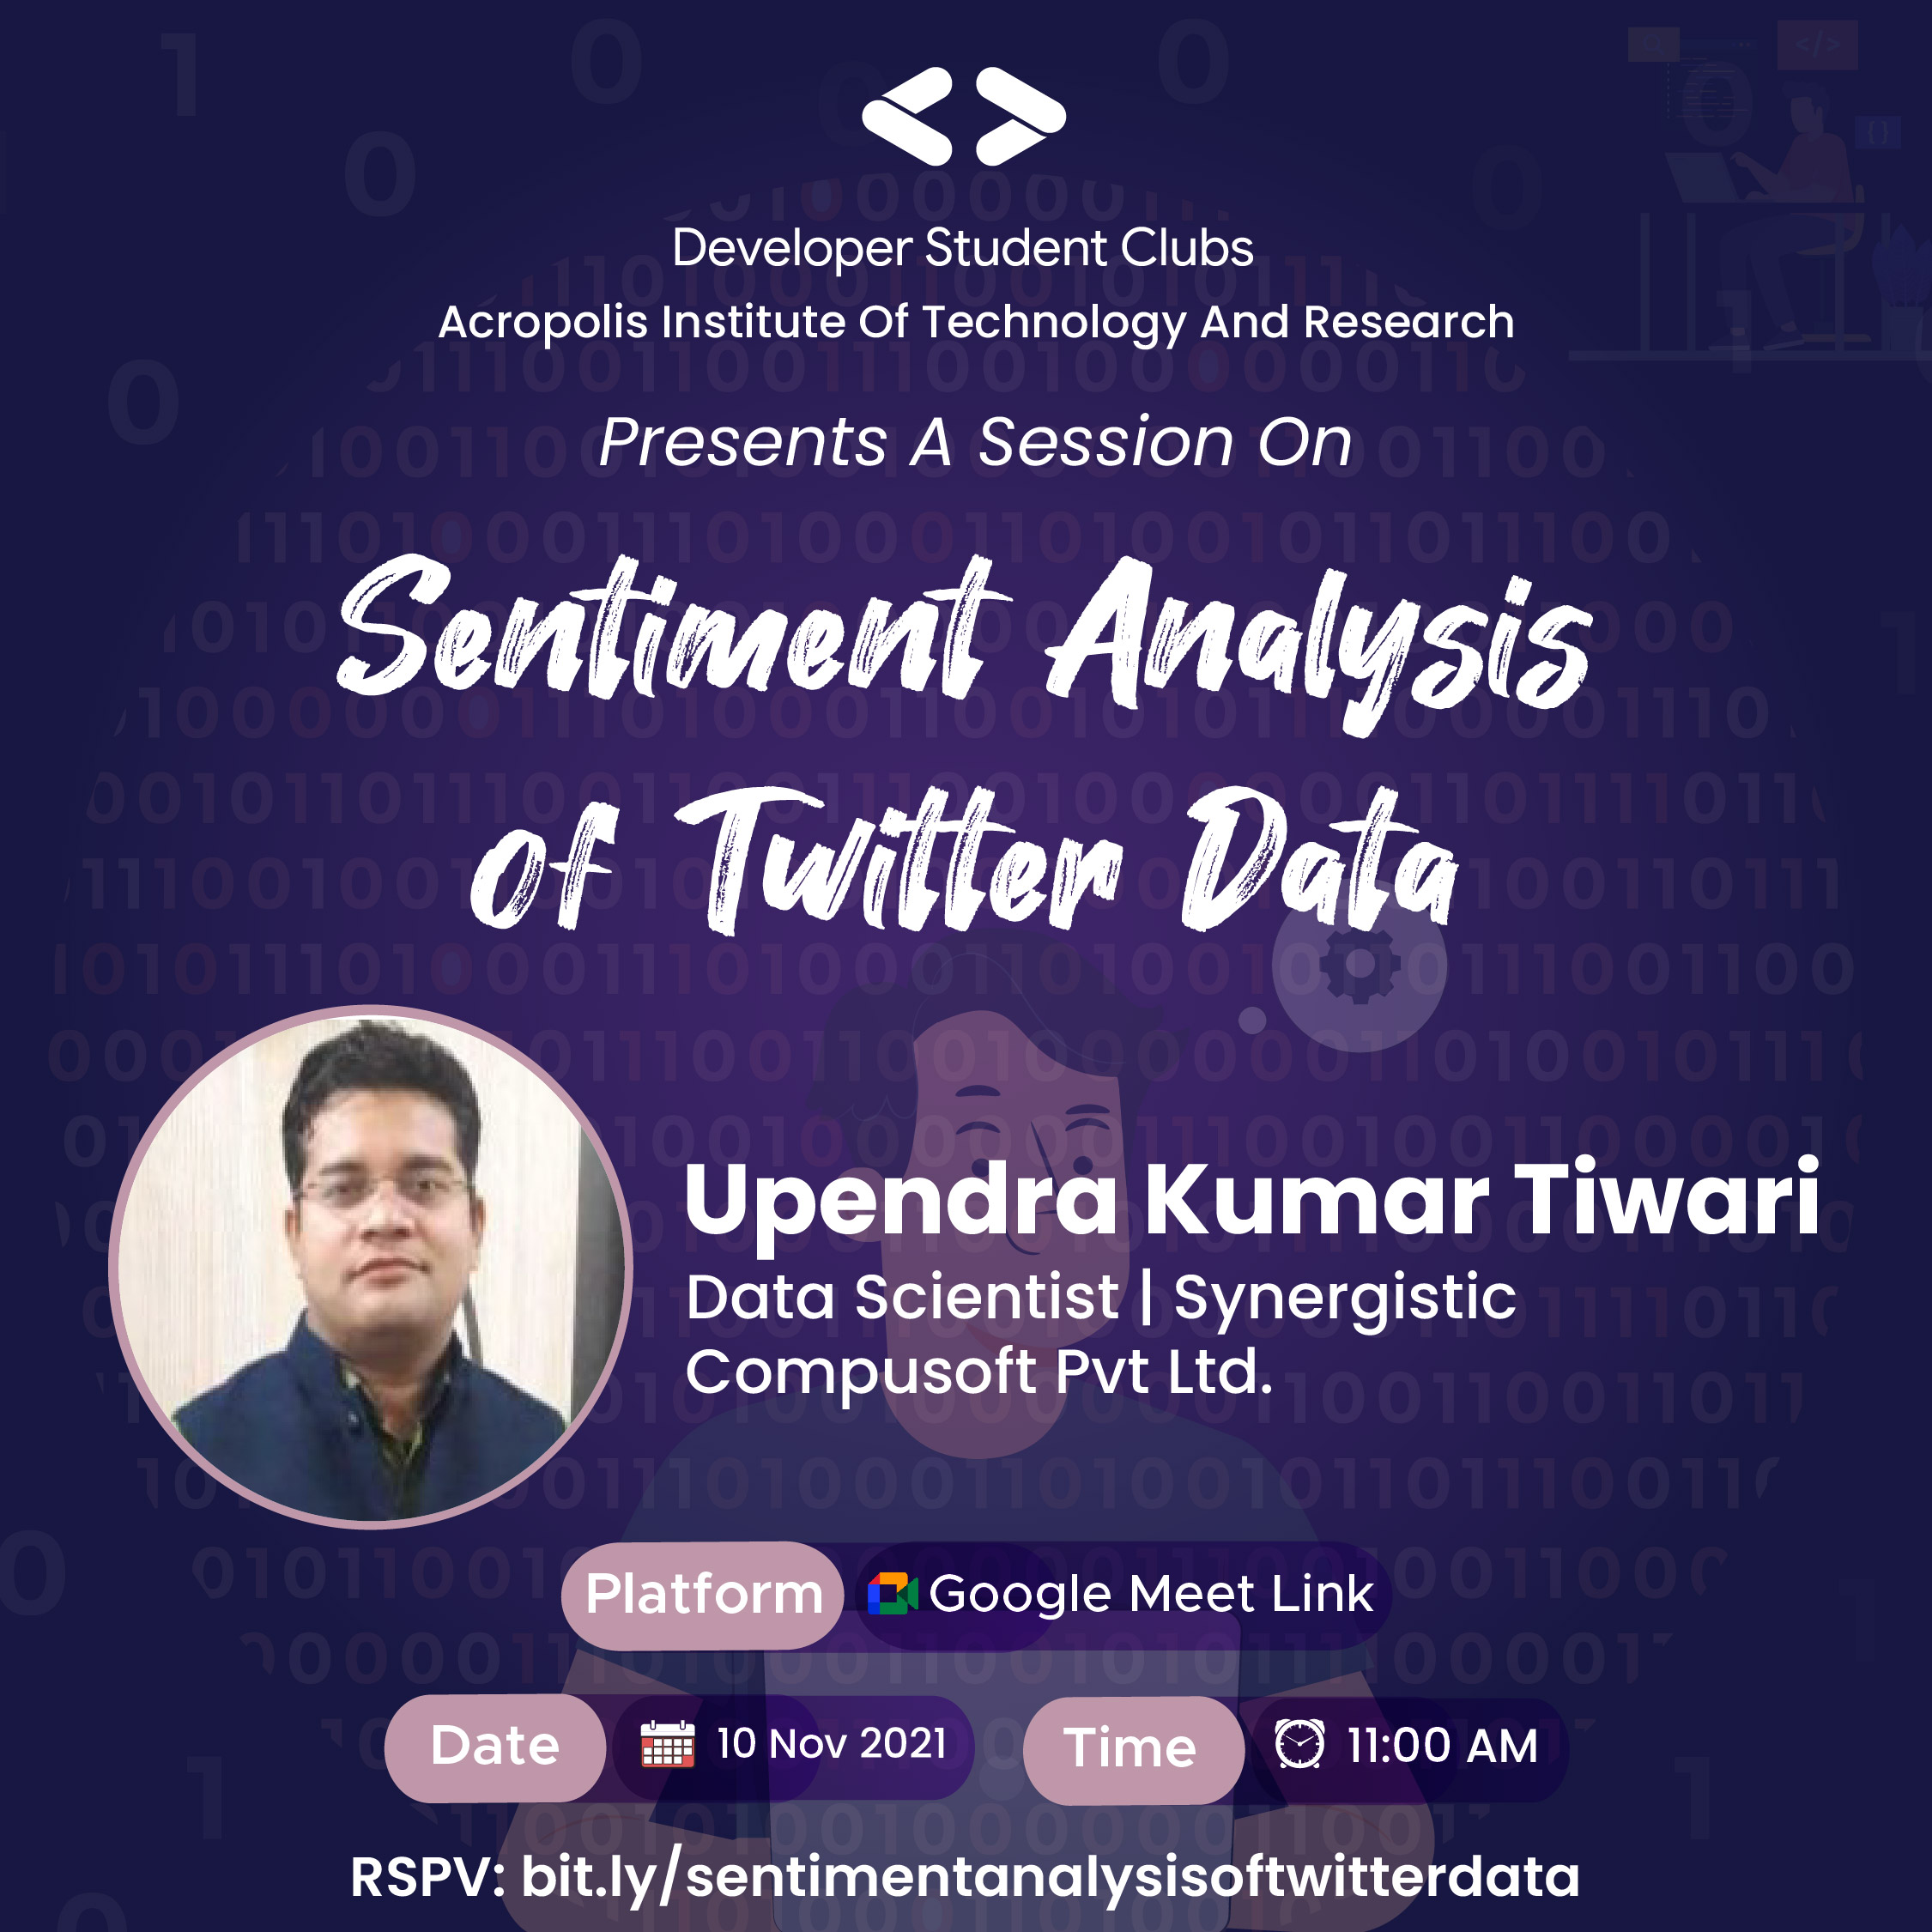 Developer Student Clubs
Acropolis Institute Of Technology And Research
Presents A Session On
Sentiment Analysis
of Twitter Data
Upendra Kumar Tiwari
Data Scientist | Synergistic
Compusoft Pvt Ltd.
Platform Google Meet Link
Date 10 Nov 2021 Time 11:00 AM
RSPV: bit.ly/sentimentanalysisoftwitterdata